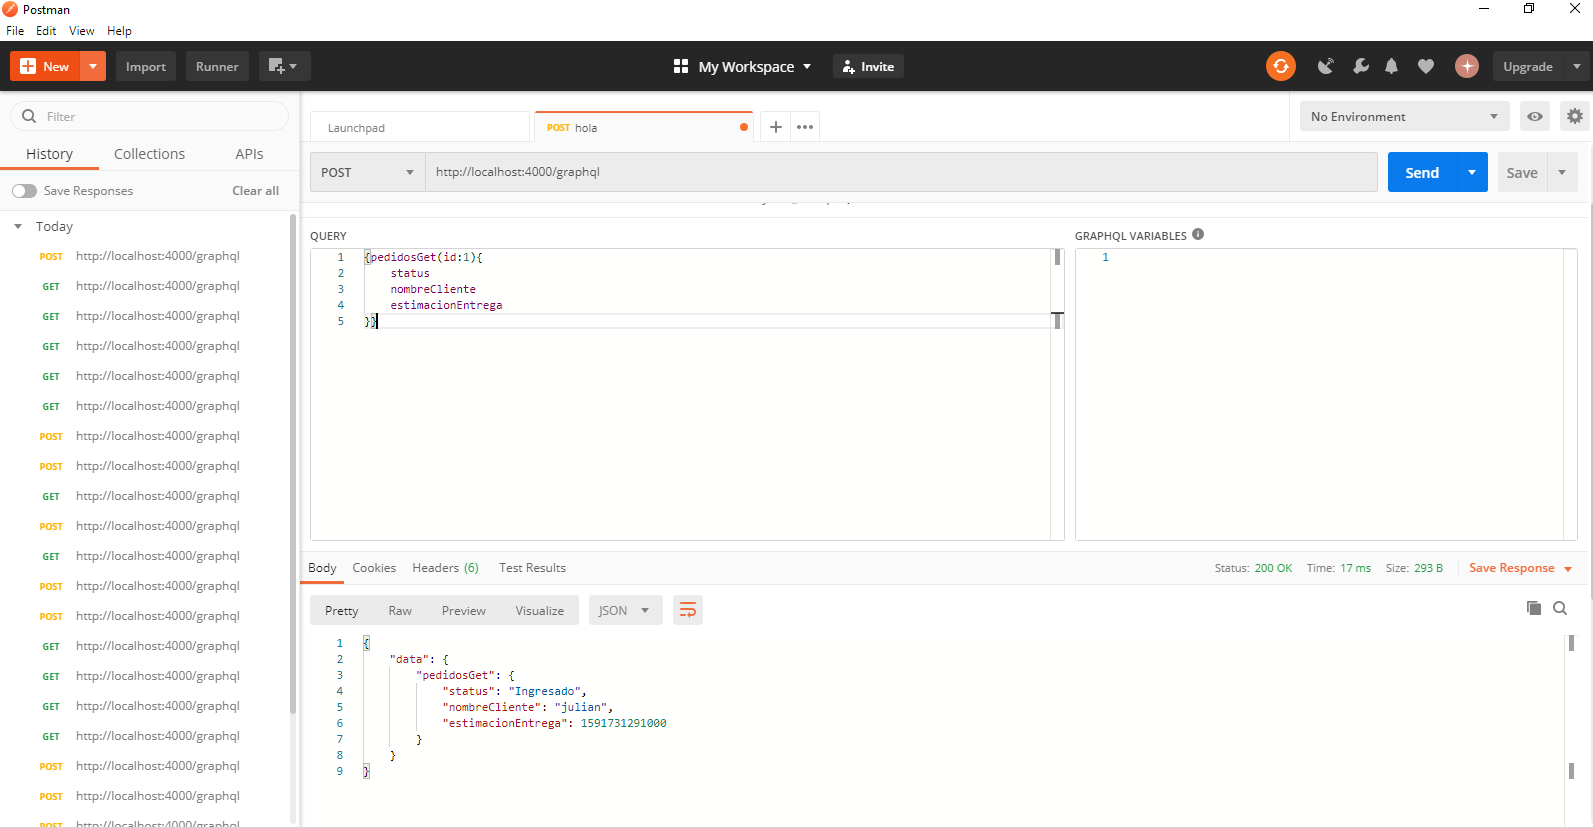 Postman
File Edit View Help
New Import Runner My Workspace Invite Upgrade
Filter
History Collections APIs
Save Responses Clear all
Today
POST http://localhost:4000/graphql
GET http://localhost:4000/graphql
GET http://localhost:4000/graphql
GET http://localhost:4000/graphql
GET http://localhost:4000/graphql
GET http://localhost:4000/graphql
POST http://localhost:4000/graphql
POST http://localhost:4000/graphql
GET http://localhost:4000/graphql
POST http://localhost:4000/graphql
GET http://localhost:4000/graphql
POST http://localhost:4000/graphql
POST http://localhost:4000/graphql
GET http://localhost:4000/graphql
GET http://localhost:4000/graphql
GET http://localhost:4000/graphql
GET http://localhost:4000/graphql
POST http://localhost:4000/graphql
POST http://localhost:4000/graphql
POST http://localhost:4000/graphql
Launchpad POST hola
No Environment
POST http://localhost:4000/graphql Send Save
QUERY
1 {pedidosGet(id:1){
2 status
3 nombreCliente
4 estimacionEntrega
5 }}
GRAPHQL VARIABLES
1
Body Cookies Headers (6) Test Results Status: 200 OK Time: 17 ms Size: 293 B Save Response
Pretty Raw Preview Visualize JSON
1 {
2 "data": {
3 "pedidosGet": {
4 "status": "Ingresado",
5 "nombreCliente": "julian",
6 "estimacionEntrega": 1591731291000
7 }
8 }
9 }